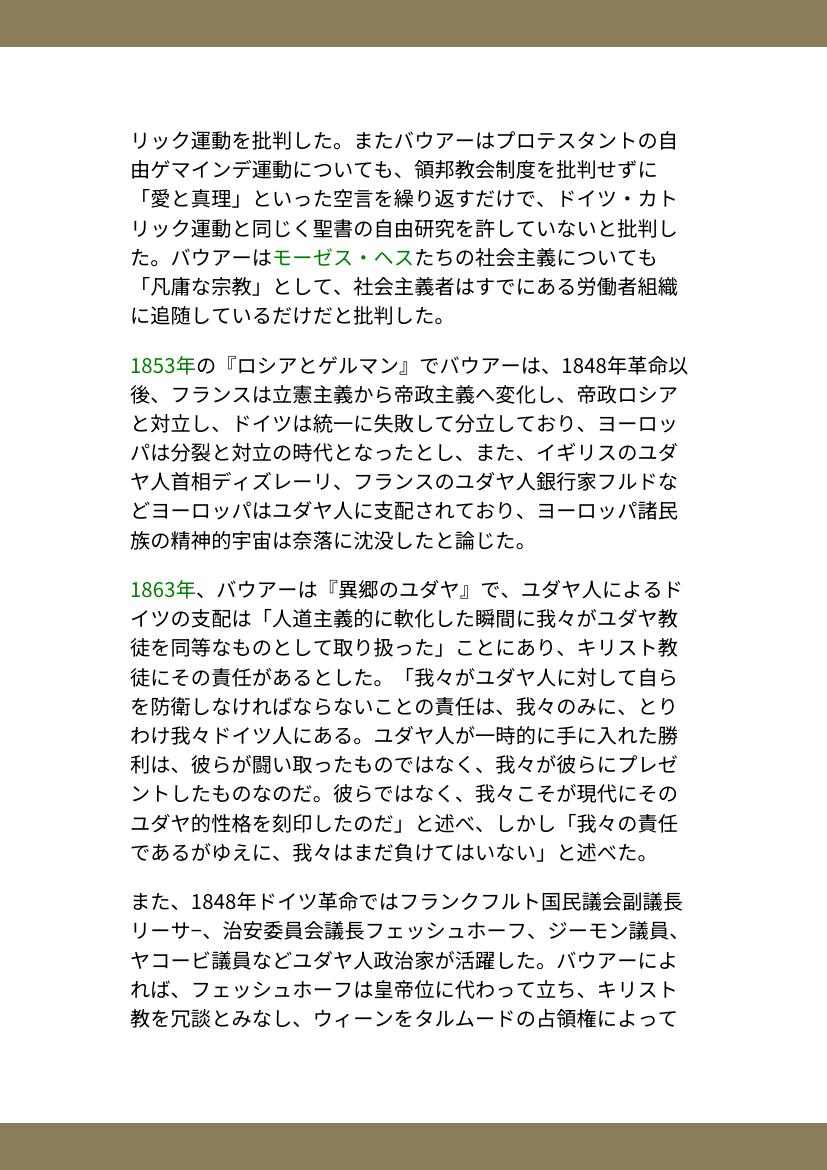 リック運動を批判した。またバウアーはプロテスタントの自
由ゲマインデ運動についても、領邦教会制度を批判せずに
「愛と真理」といった空言を繰り返すだけで、ドイツ・カト
リック運動と同じく聖書の自由研究を許していないと批判し
た。バウアーはモーゼス・ヘスたちの社会主義についても
「凡庸な宗教」として、社会主義者はすでにある労働者組織
に追随しているだけだと批判した。
1853年の『ロシアとゲルマン』でバウアーは、1848年革命以
後、フランスは立憲主義から帝政主義へ変化し、帝政ロシア
と対立し、ドイツは統一に失敗して分立しており、ヨーロッ
パは分裂と対立の時代となったとし、また、イギリスのユダ
ヤ人首相ディズレーリ、フランスのユダヤ人銀行家フルドな
どヨーロッパはユダヤ人に支配されており、ヨーロッパ諸民
族の精神的宇宙は奈落に沈没したと論じた。
1863年、バウアーは『異郷のユダヤ』で、ユダヤ人によるド
イツの支配は「人道主義的に軟化した瞬間に我々がユダヤ教
徒を同等なものとして取り扱った」ことにあり、キリスト教
徒にその責任があるとした。「我々がユダヤ人に対して自ら
を防衛しなければならないことの責任は、我々のみに、とり
わけ我々ドイツ人にある。ユダヤ人が一時的に手に入れた勝
利は、彼らが闘い取ったものではなく、我々が彼らにプレゼ
ントしたものなのだ。彼らではなく、我々こそが現代にその
ユダヤ的性格を刻印したのだ」と述べ、しかし「我々の責任
であるがゆえに、我々はまだ負けてはいない」と述べた。
また、1848年ドイツ革命ではフランクフルト国民議会副議長
リーサ−、治安委員会議長フェッシュホーフ、ジーモン議員、
ヤコービ議員などユダヤ人政治家が活躍した。バウアーによ
れば、フェッシュホーフは皇帝位に代わって立ち、キリスト
教を冗談とみなし、ウィーンをタルムードの占領権によって